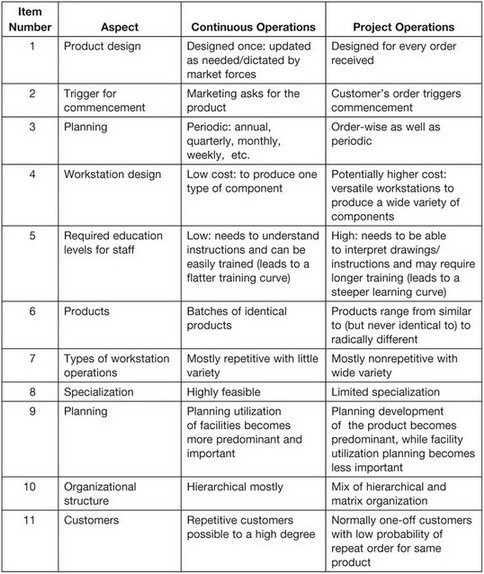 Item Number | Aspect | Continuous Operations | Project Operations
1 | Product design | Designed once: updated as needed/dictated by market forces | Designed for every order received
2 | Trigger for commencement | Marketing asks for the product | Customer's order triggers commencement
3 | Planning | Periodic: annual, quarterly, monthly, weekly, etc. | Order-wise as well as periodic
4 | Workstation design | Low cost: to produce one type of component | Potentially higher cost: versatile workstations to produce a wide variety of components
5 | Required education levels for staff | Low: needs to understand instructions and can be easily trained (leads to a flatter training curve) | High: needs to be able to interpret drawings/ instructions and may require longer training (leads to a steeper learning curve)
6 | Products | Batches of identical products | Products range from similar to (but never identical to) to radically different
7 | Types of workstation operations | Mostly repetitive with little variety | Mostly nonrepetitive with wide variety
8 | Specialization | Highly feasible | Limited specialization
9 | Planning | Planning utilization of facilities becomes more predominant and important | Planning development of the product becomes predominant, while facility utilization planning becomes less important
10 | Organizational structure | Hierarchical mostly | Mix of hierarchical and matrix organization
11 | Customers | Repetitive customers possible to a high degree | Normally one-off customers with low probability of repeat order for same product